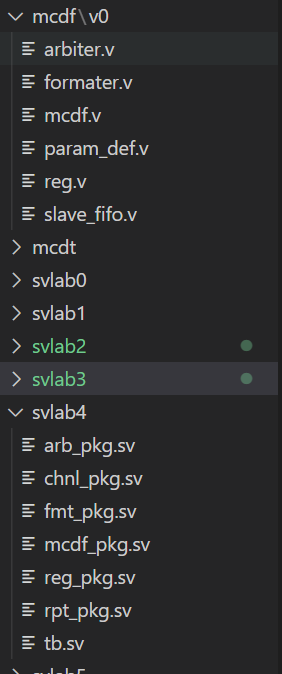 mcdf\v0
arbiter.v
formater.v
mcdf.v
param_def.v
reg.v
slave_fifo.v
mcdt
svlab0
svlab1
svlab2
svlab3
svlab4
arb_pkg.sv
chnl_pkg.sv
fmt_pkg.sv
mcdf_pkg.sv
reg_pkg.sv
rpt_pkg.sv
tb.sv